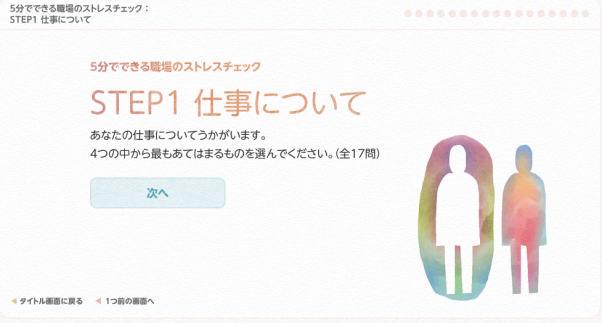 5分でできる職場のストレスチェック：
STEP1 仕事について
5分でできる職場のストレスチェック
STEP1 仕事について
あなたの仕事についてうかがいます。
4つの中から最もあてはまるものを選んでください。（全17問）
次へ
タイトル画面に戻る
1つ前の画面へ